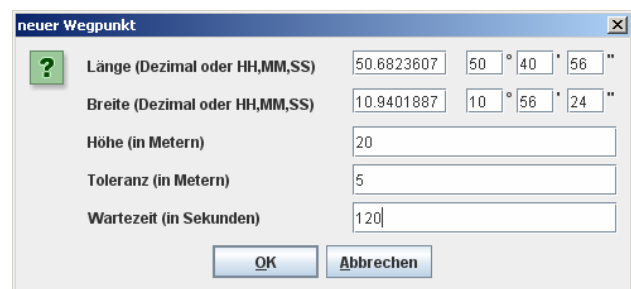 neuer Wegpunkt
Länge (Dezimal oder HH,MM,SS) 50.6823607 50 ° 40 ' 56 "
Breite (Dezimal oder HH,MM,SS) 10.9401887 10 ° 56 ' 24 "
Höhe (in Metern) 20
Toleranz (in Metern) 5
Wartezeit (in Sekunden) 120
OK Abbrechen